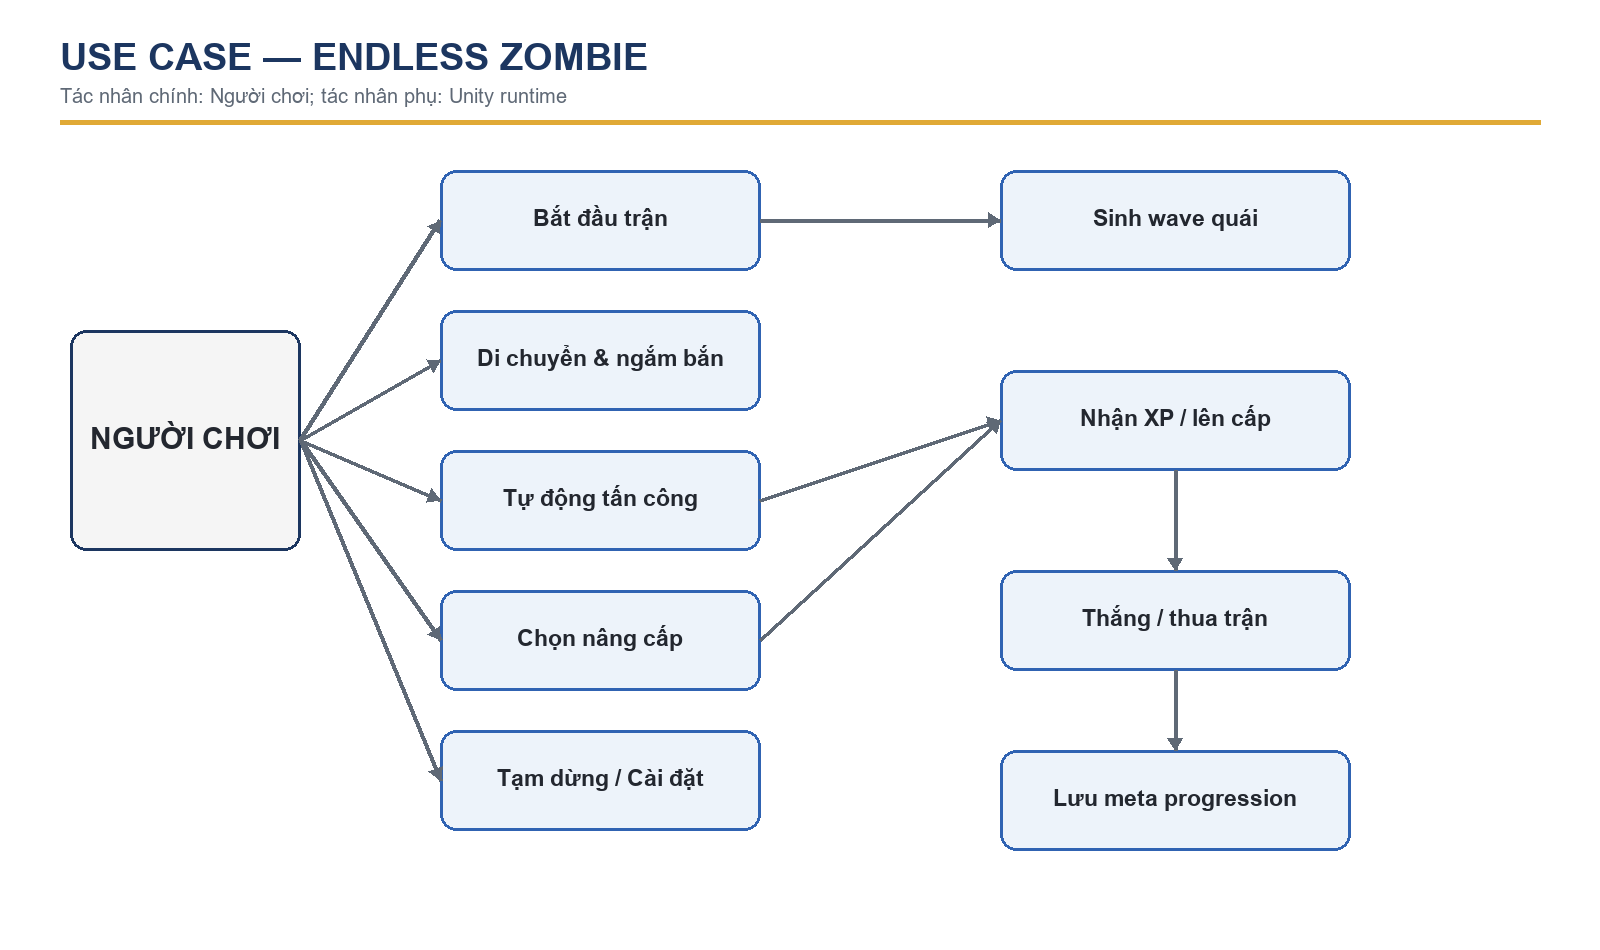 USE CASE — ENDLESS ZOMBIE
Tác nhân chính: Người chơi; tác nhân phụ: Unity runtime
NGƯỜI CHƠI
Bắt đầu trận
Di chuyển & ngắm bắn
Tự động tấn công
Chọn nâng cấp
Tạm dừng / Cài đặt
Sinh wave quái
Nhận XP / lên cấp
Thắng / thua trận
Lưu meta progression